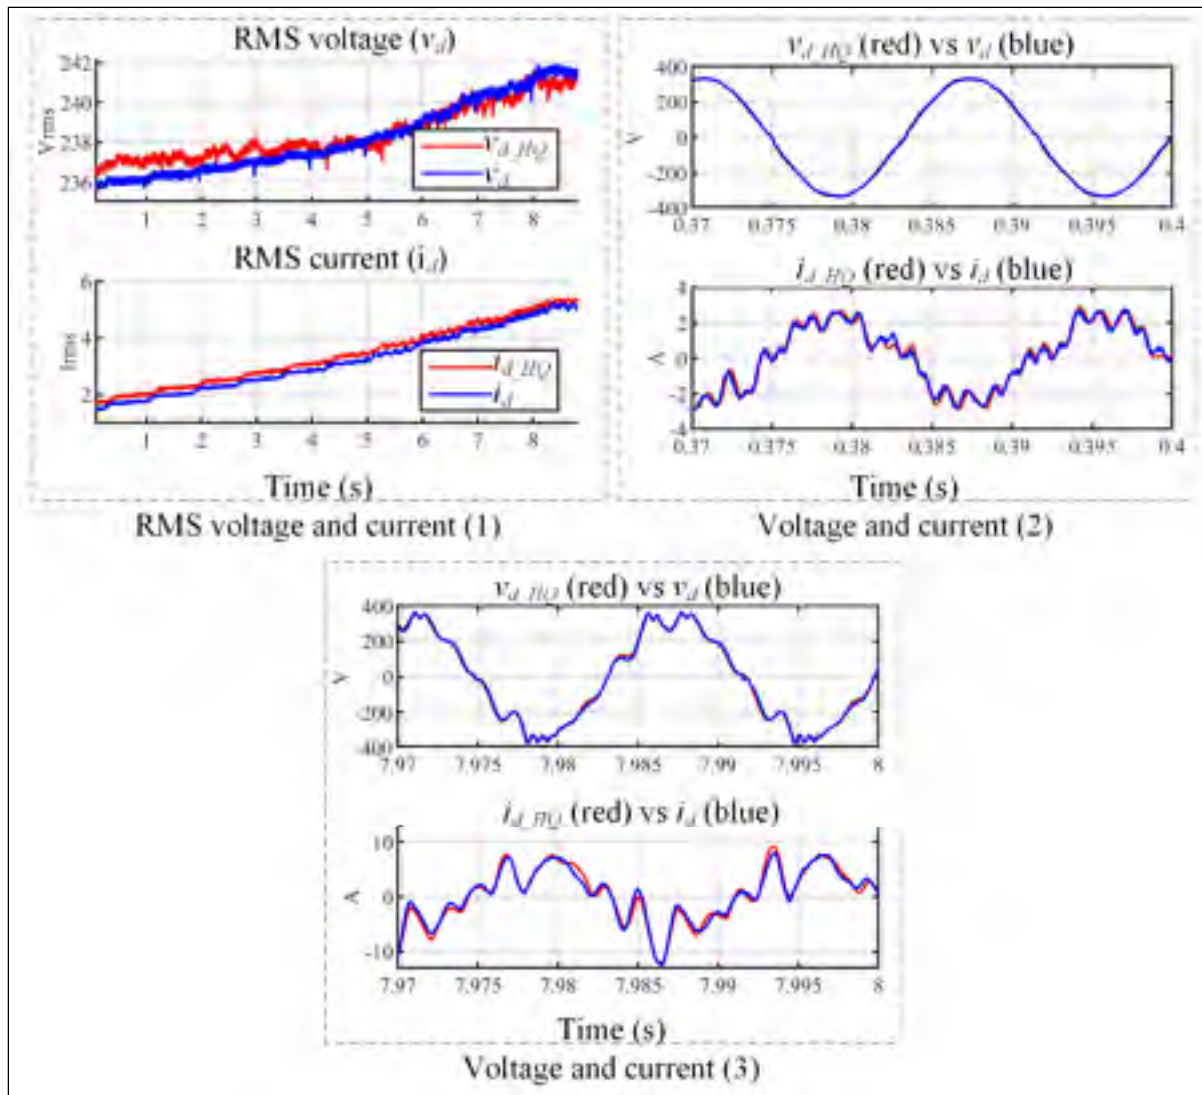 RMS voltage (v_d)
Vrms
242
240
238
236
v_d_HQ
v_d
1 2 3 4 5 6 7 8
RMS current (i_d)
Irms
6
4
2
i_d_HQ
i_d
1 2 3 4 5 6 7 8
Time (s)
RMS voltage and current (1)
v_d_HQ (red) vs v_d (blue)
V
400
200
0
-200
-400
0.37 0.375 0.38 0.385 0.39 0.395 0.4
i_d_HQ (red) vs i_d (blue)
A
4
2
0
-2
-4
0.37 0.375 0.38 0.385 0.39 0.395 0.4
Time (s)
Voltage and current (2)
v_d_HQ (red) vs v_d (blue)
V
400
200
0
-200
-400
7.97 7.975 7.98 7.985 7.99 7.995 8
i_d_HQ (red) vs i_d (blue)
A
10
0
-10
7.97 7.975 7.98 7.985 7.99 7.995 8
Time (s)
Voltage and current (3)